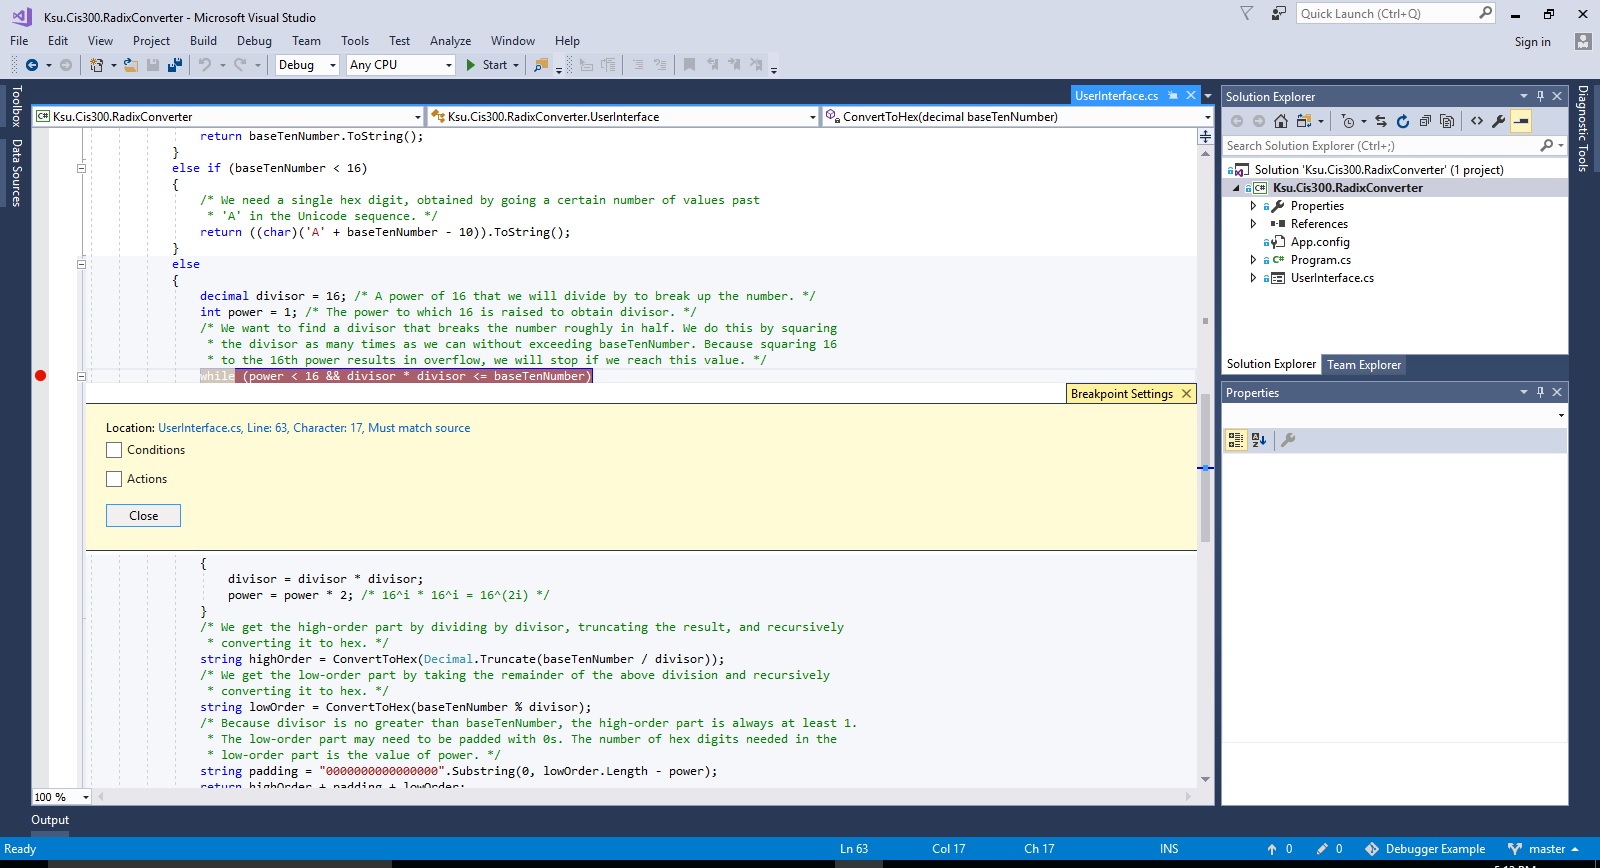 Ksu.Cis300.RadixConverter - Microsoft Visual Studio
Quick Launch (Ctrl+Q)
File Edit View Project Build Debug Team Tools Test Analyze Window Help
Sign in
Debug Any CPU Start
Toolbox
Data Sources
UserInterface.cs
Ksu.Cis300.RadixConverter
Ksu.Cis300.RadixConverter.UserInterface
ConvertToHex(decimal baseTenNumber)
return baseTenNumber.ToString();
}
else if (baseTenNumber < 16)
{
/* We need a single hex digit, obtained by going a certain number of values past
* 'A' in the Unicode sequence. */
return ((char)('A' + baseTenNumber - 10)).ToString();
}
else
{
decimal divisor = 16; /* A power of 16 that we will divide by to break up the number. */
int power = 1; /* The power to which 16 is raised to obtain divisor. */
/* We want to find a divisor that breaks the number roughly in half. We do this by squaring
* the divisor as many times as we can without exceeding baseTenNumber. Because squaring 16
* to the 16th power results in overflow, we will stop if we reach this value. */
while (power < 16 && divisor * divisor <= baseTenNumber)
Breakpoint Settings
Location: UserInterface.cs, Line: 63, Character: 17, Must match source
Conditions
Actions
Close
{
divisor = divisor * divisor;
power = power * 2; /* 16^i * 16^i = 16^(2i) */
}
/* We get the high-order part by dividing by divisor, truncating the result, and recursively
* converting it to hex. */
string highOrder = ConvertToHex(Decimal.Truncate(baseTenNumber / divisor));
/* We get the low-order part by taking the remainder of the above division and recursively
* converting it to hex. */
string lowOrder = ConvertToHex(baseTenNumber % divisor);
/* Because divisor is no greater than baseTenNumber, the high-order part is always at least 1.
* The low-order part may need to be padded with 0s. The number of hex digits needed in the
* low-order part is the value of power. */
string padding = "0000000000000000".Substring(0, lowOrder.Length - power);
return highOrder + padding + lowOrder;
100 %
Solution Explorer
Search Solution Explorer (Ctrl+;)
Solution 'Ksu.Cis300.RadixConverter' (1 project)
Ksu.Cis300.RadixConverter
Properties
References
App.config
Program.cs
UserInterface.cs
Solution Explorer Team Explorer
Properties
Diagnostic Tools
Output
Ready Ln 63 Col 17 Ch 17 INS 0 0 Debugger Example master